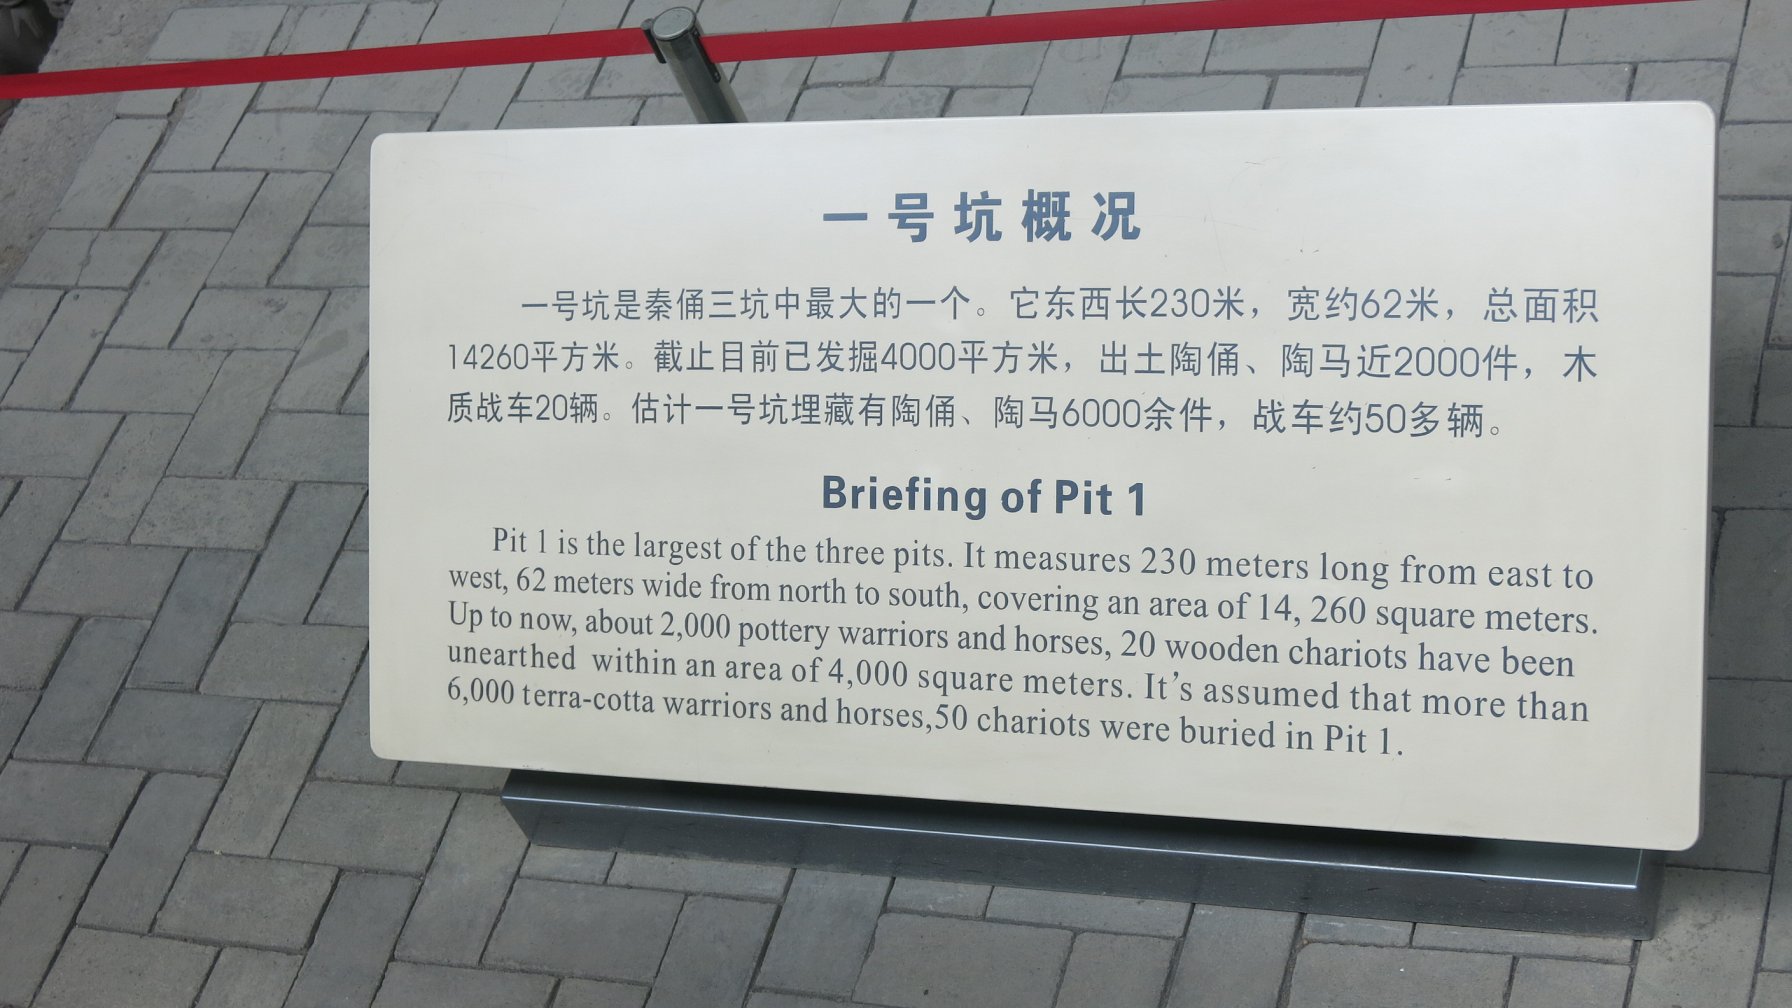 一号坑概况
一号坑是秦俑三坑中最大的一个。它东西长230米，宽约62米，总面积
14260平方米。截止目前已发掘4000平方米，出土陶俑、陶马近2000件，木
质战车20辆。估计一号坑埋藏有陶俑、陶马6000余件，战车约50多辆。
Briefing of Pit 1
Pit 1 is the largest of the three pits. It measures 230 meters long from east to
west, 62 meters wide from north to south, covering an area of 14, 260 square meters.
Up to now, about 2,000 pottery warriors and horses, 20 wooden chariots have been
unearthed within an area of 4,000 square meters. It's assumed that more than
6,000 terra-cotta warriors and horses,50 chariots were buried in Pit 1.